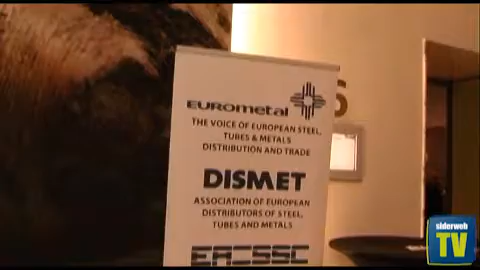 EUROMETAL
THE VOICE OF EUROPEAN STEEL,
TUBES & METALS
DISTRIBUTION AND TRADE
DISMET
ASSOCIATION OF EUROPEAN
DISTRIBUTORS OF STEEL,
TUBES AND METALS
6
siderweb
TV